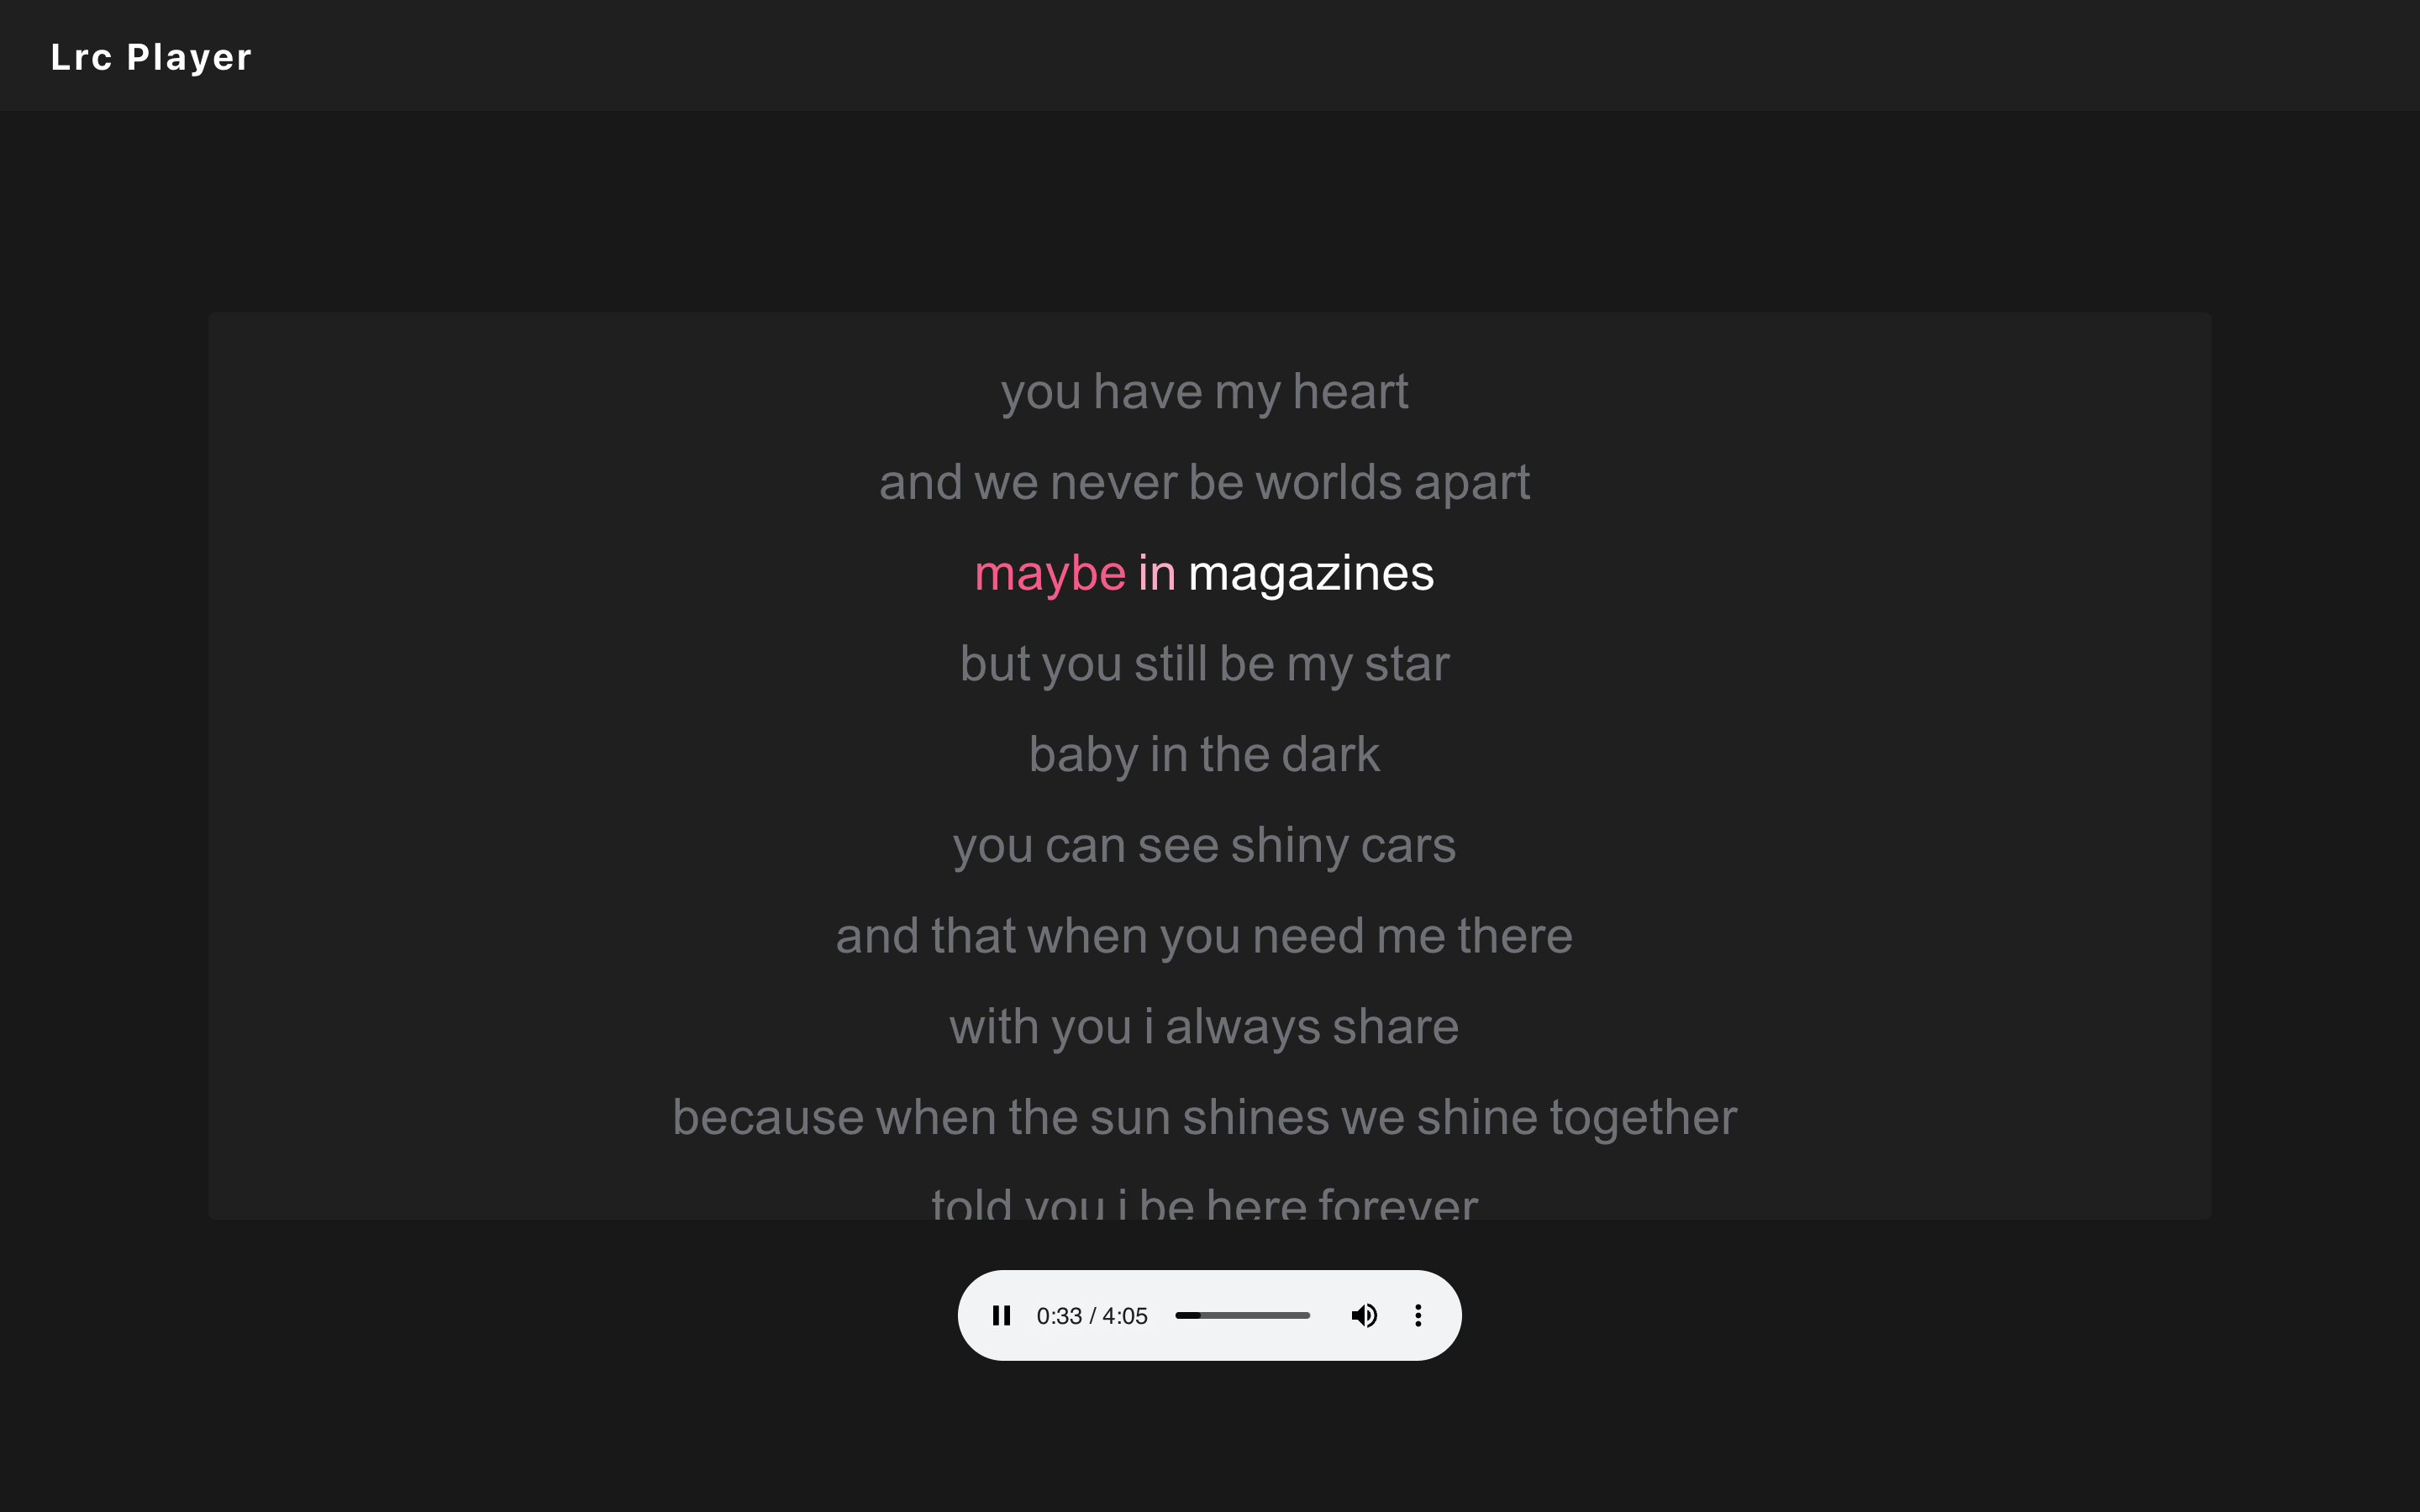 Lrc Player
you have my heart
and we never be worlds apart
maybe in magazines
but you still be my star
baby in the dark
you can see shiny cars
and that when you need me there
with you i always share
because when the sun shines we shine together
told you i be here forever
0:33 / 4:05